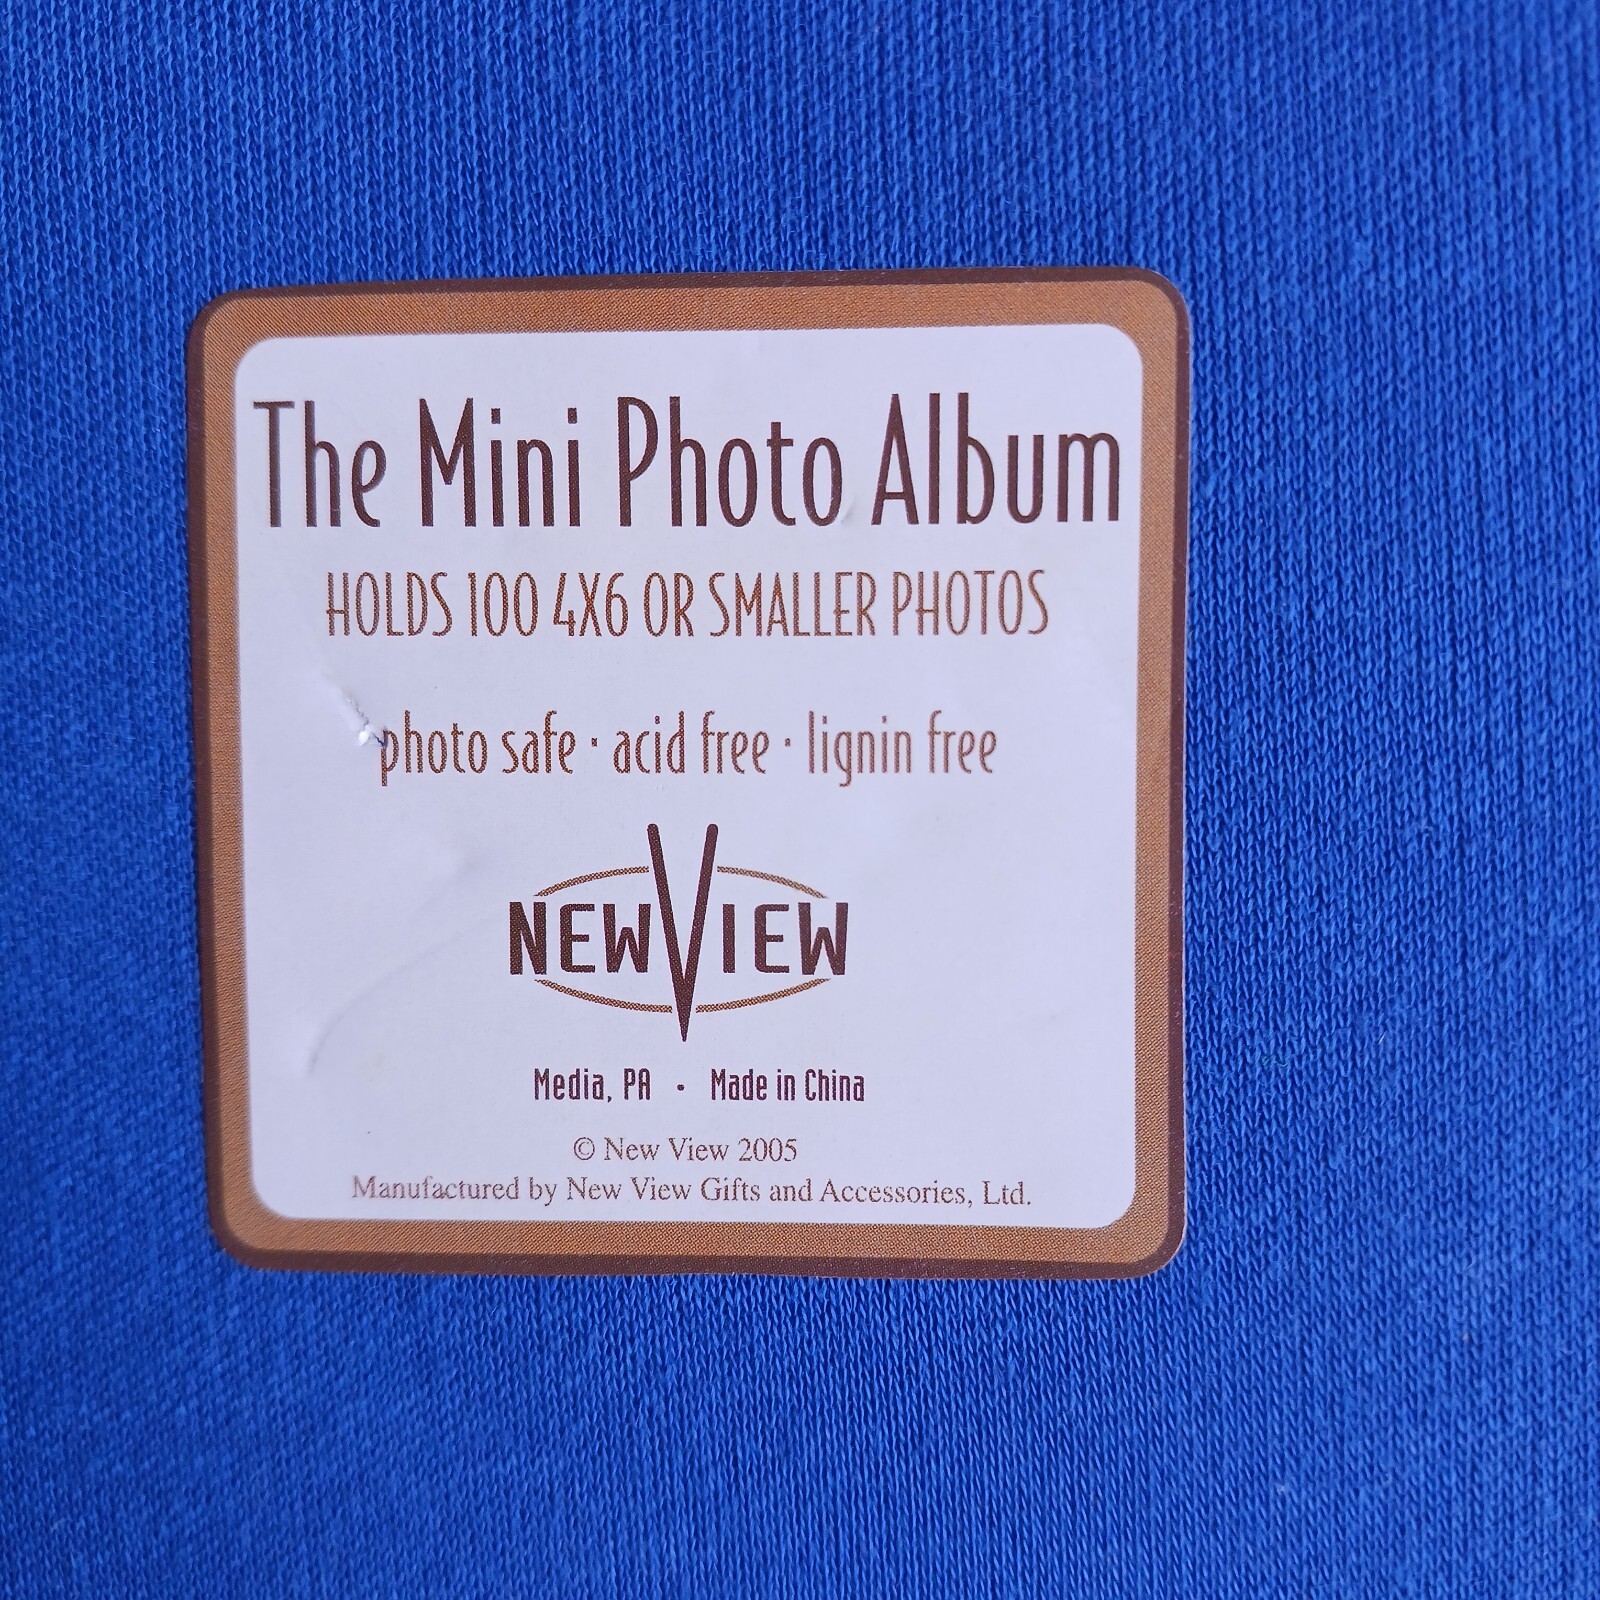 The Mini Photo Album
HOLDS 100 4X6 OR SMALLER PHOTOS
photo safe · acid free · lignin free
NEWVIEW
Media, PA · Made in China
© New View 2005
Manufactured by New View Gifts and Accessories, Ltd.